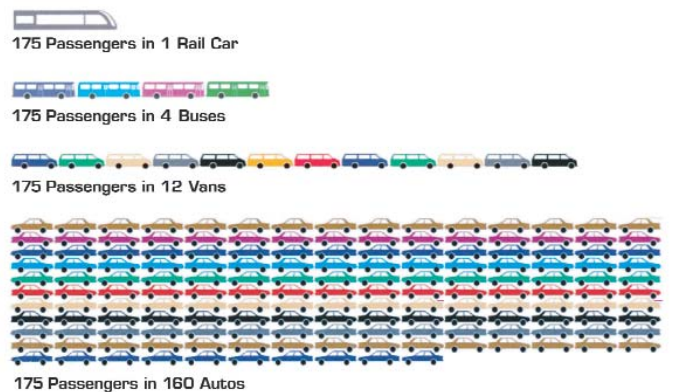 175 Passengers in 1 Rail Car
175 Passengers in 4 Buses
175 Passengers in 12 Vans
175 Passengers in 160 Autos